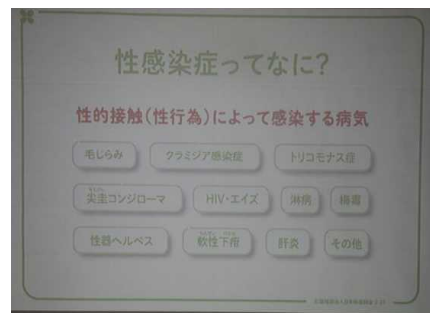 性感染症ってなに?
性的接触(性行為)によって感染する病気
毛じらみ クラミジア感染症 トリコモナス症
尖圭コンジローマ HIV・エイズ 淋病 梅毒
性器ヘルペス 軟性下疳 肝炎 その他